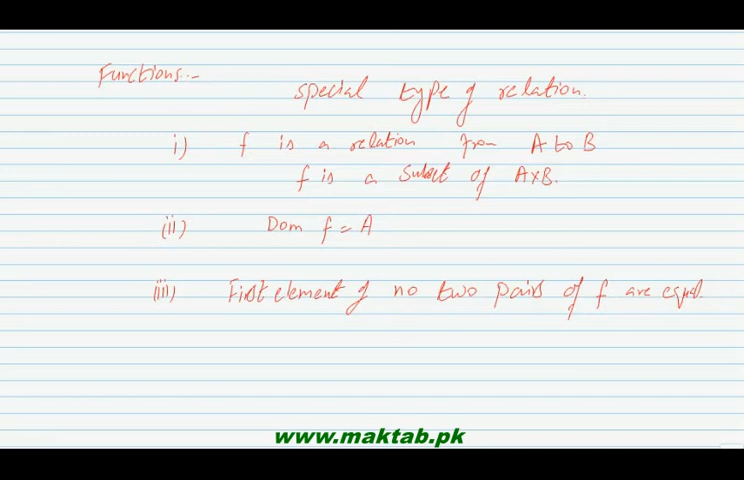 Functions:-
special type of relation.
i) f is a relation from A to B
f is a subset of A×B.
(ii) Dom f = A
(iii) First element of no two pairs of f are equal.
www.maktab.pk